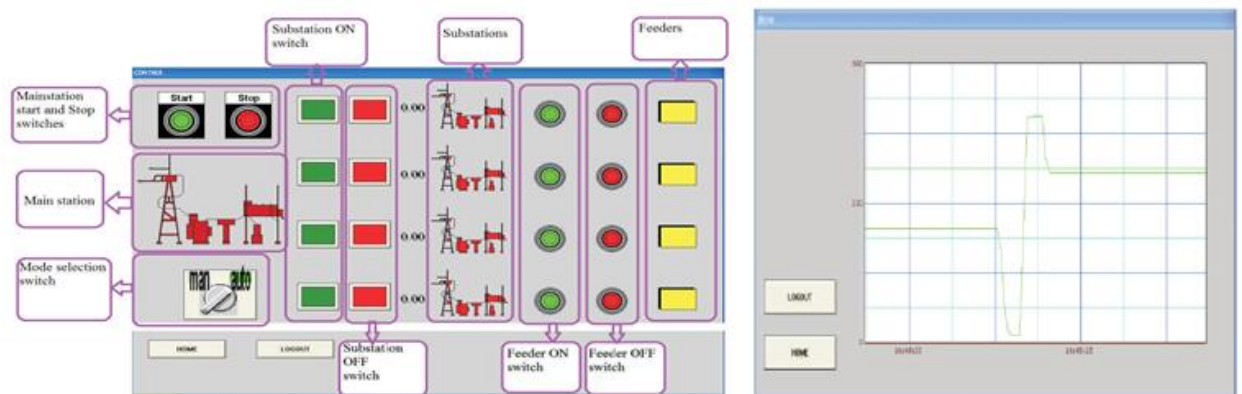 Substation ON
switch
Substations
Feeders
CONTROL
Mainstation
start and Stop
switches
Start
Stop
0.00
Main station
0.00
0.00
Mode selection
switch
man
auto
0.00
HOME
LOGOUT
Substation
OFF
switch
Feeder ON
switch
Feeder OFF
switch
LOGOUT
HOME